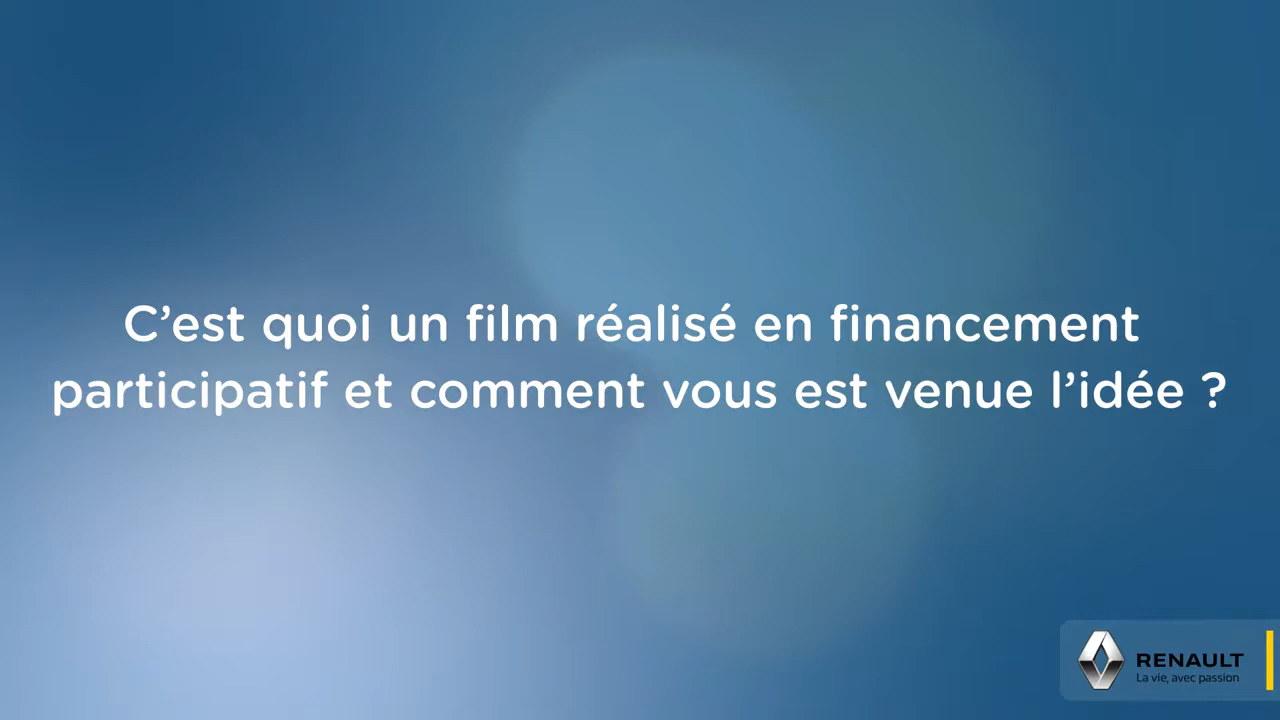 C’est quoi un film réalisé en financement
participatif et comment vous est venue l’idée ?
RENAULT
La vie, avec passion